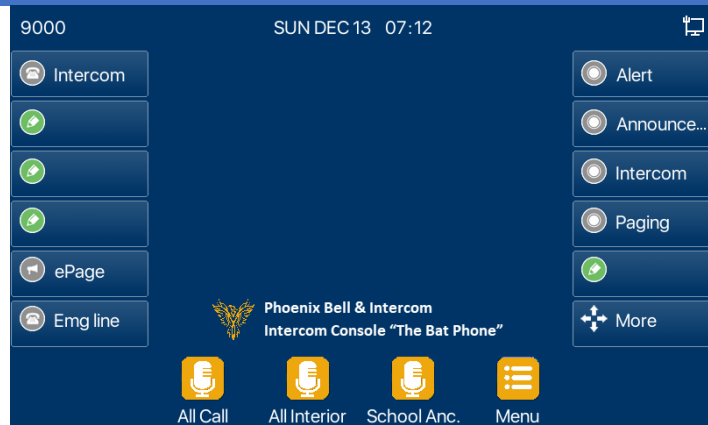 9000 SUN DEC 13 07:12
Intercom
ePage
Emg line
Alert
Announce...
Intercom
Paging
More
Phoenix Bell & Intercom
Intercom Console “The Bat Phone”
All Call All Interior School Anc. Menu